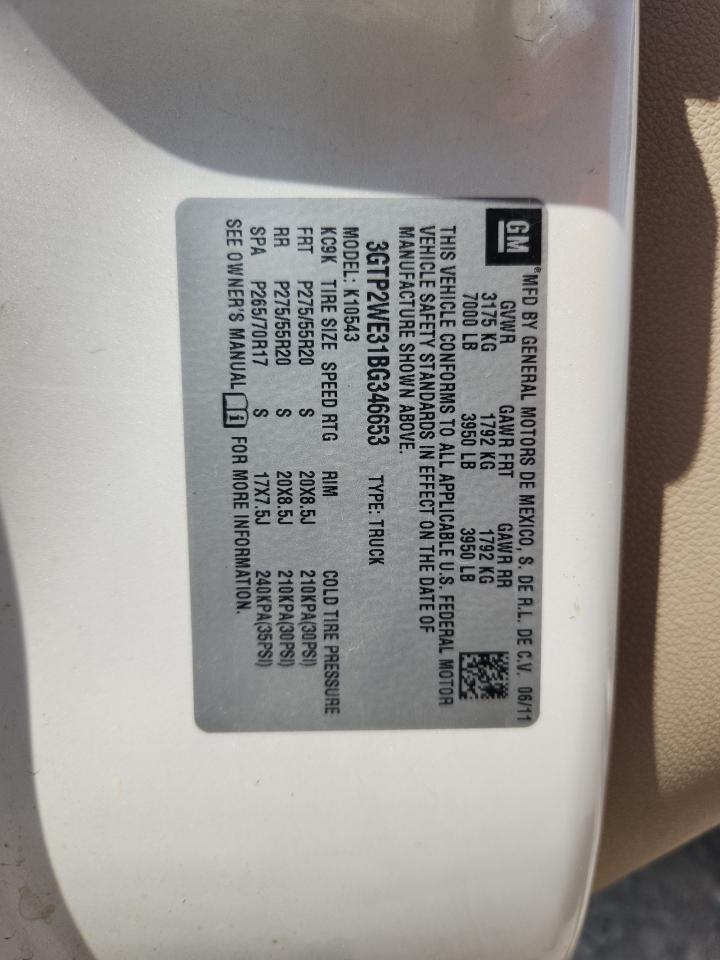 GM
® MFD BY GENERAL MOTORS DE MEXICO, S. DE R.L. DE C.V. 06/11
GVWR GAWR FRT GAWR RR
3175 KG 1792 KG 1792 KG
7000 LB 3950 LB 3950 LB
THIS VEHICLE CONFORMS TO ALL APPLICABLE U.S. FEDERAL MOTOR
VEHICLE SAFETY STANDARDS IN EFFECT ON THE DATE OF
MANUFACTURE SHOWN ABOVE.
3GTP2WE31BG346653 TYPE: TRUCK
MODEL: K10543
KC9K TIRE SIZE SPEED RTG RIM COLD TIRE PRESSURE
FRT P275/55R20 S 20X8.5J 210KPA(30PSI)
RR P275/55R20 S 20X8.5J 210KPA(30PSI)
SPA P265/70R17 S 17X7.5J 240KPA(35PSI)
SEE OWNER'S MANUAL FOR MORE INFORMATION.